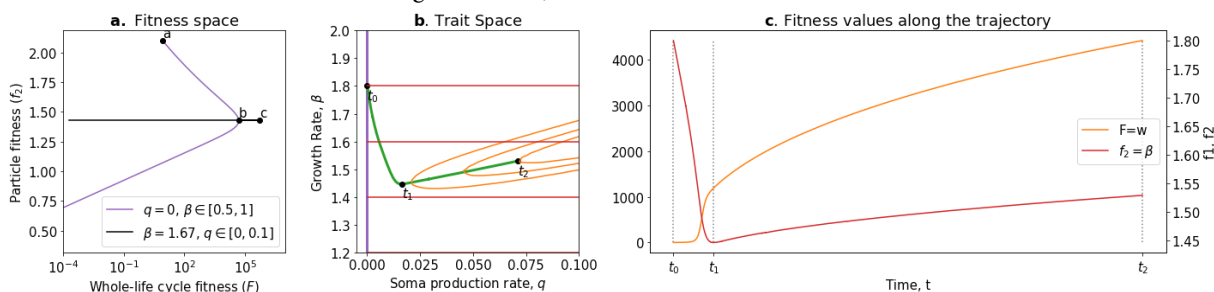 a. Fitness space
Particle fitness (f₂)
2.00
1.75
1.50
1.25
1.00
0.75
0.50
a
b
c
q = 0, β ∈ [0.5, 1]
β = 1.67, q ∈ [0, 0.1]
10⁻⁴
10⁻¹
10²
10⁵
Whole-life cycle fitness (F)
b. Trait Space
Growth Rate, β
2.0
1.9
1.8
1.7
1.6
1.5
1.4
1.3
1.2
t₀
t₁
t₂
0.000
0.025
0.050
0.075
0.100
Soma production rate, q
c. Fitness values along the trajectory
4000
3000
2000
1000
0
F=w
f₂ = β
1.80
1.75
1.70
1.65
1.60
1.55
1.50
1.45
f1. f2
t₀
t₁
t₂
Time, t